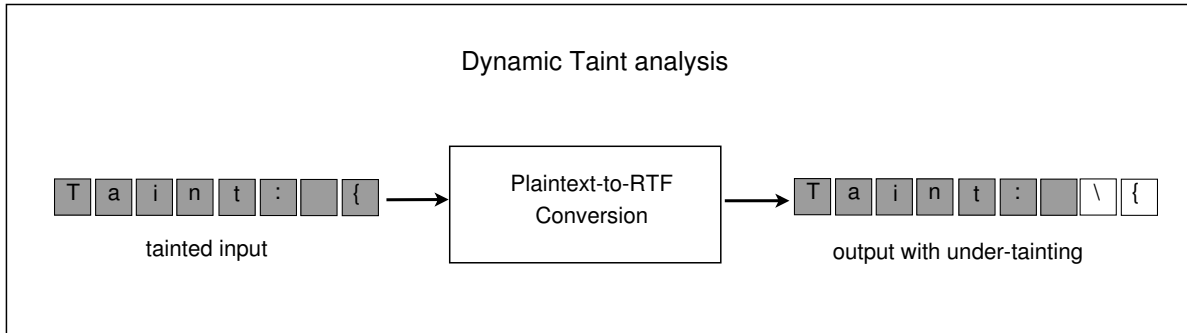 Dynamic Taint analysis
T a i n t : {
Plaintext-to-RTF
Conversion
T a i n t : \ {
tainted input
output with under-tainting